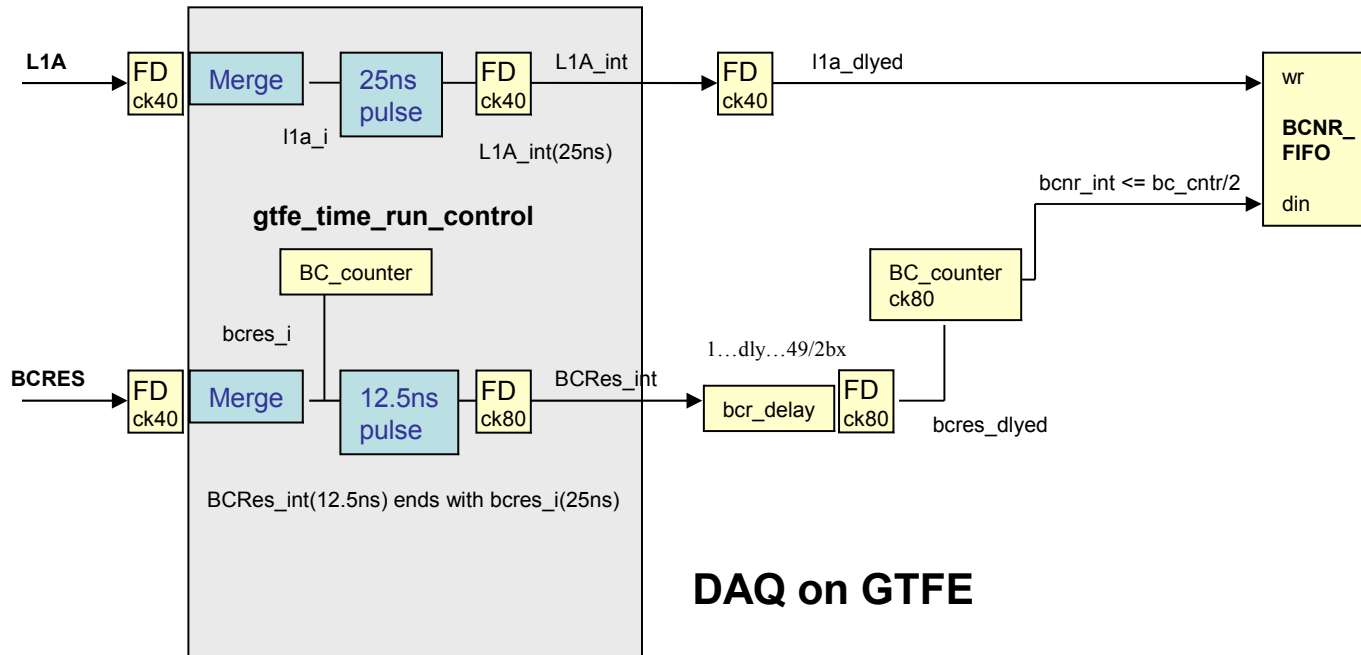 L1A
FD
ck40
Merge
l1a_i
25ns
pulse
FD
ck40
L1A_int
L1A_int(25ns)
FD
ck40
l1a_dlyed
wr
BCNR_
FIFO
din
bcnr_int <= bc_cntr/2
gtfe_time_run_control
BC_counter
bcres_i
BC_counter
ck80
BCRES
FD
ck40
Merge
12.5ns
pulse
FD
ck80
BCRes_int
1…dly…49/2bx
bcr_delay
FD
ck80
bcres_dlyed
BCRes_int(12.5ns) ends with bcres_i(25ns)
DAQ on GTFE